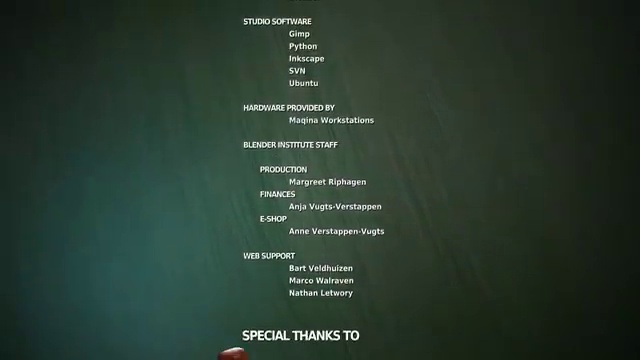 STUDIO SOFTWARE
Gimp
Python
Inkscape
SVN
Ubuntu
HARDWARE PROVIDED BY
Maqina Workstations
BLENDER INSTITUTE STAFF
PRODUCTION
Margreet Riphagen
FINANCES
Anja Vugts-Verstappen
E-SHOP
Anne Verstappen-Vugts
WEB SUPPORT
Bart Veldhuizen
Marco Walraven
Nathan Letwory
SPECIAL THANKS TO